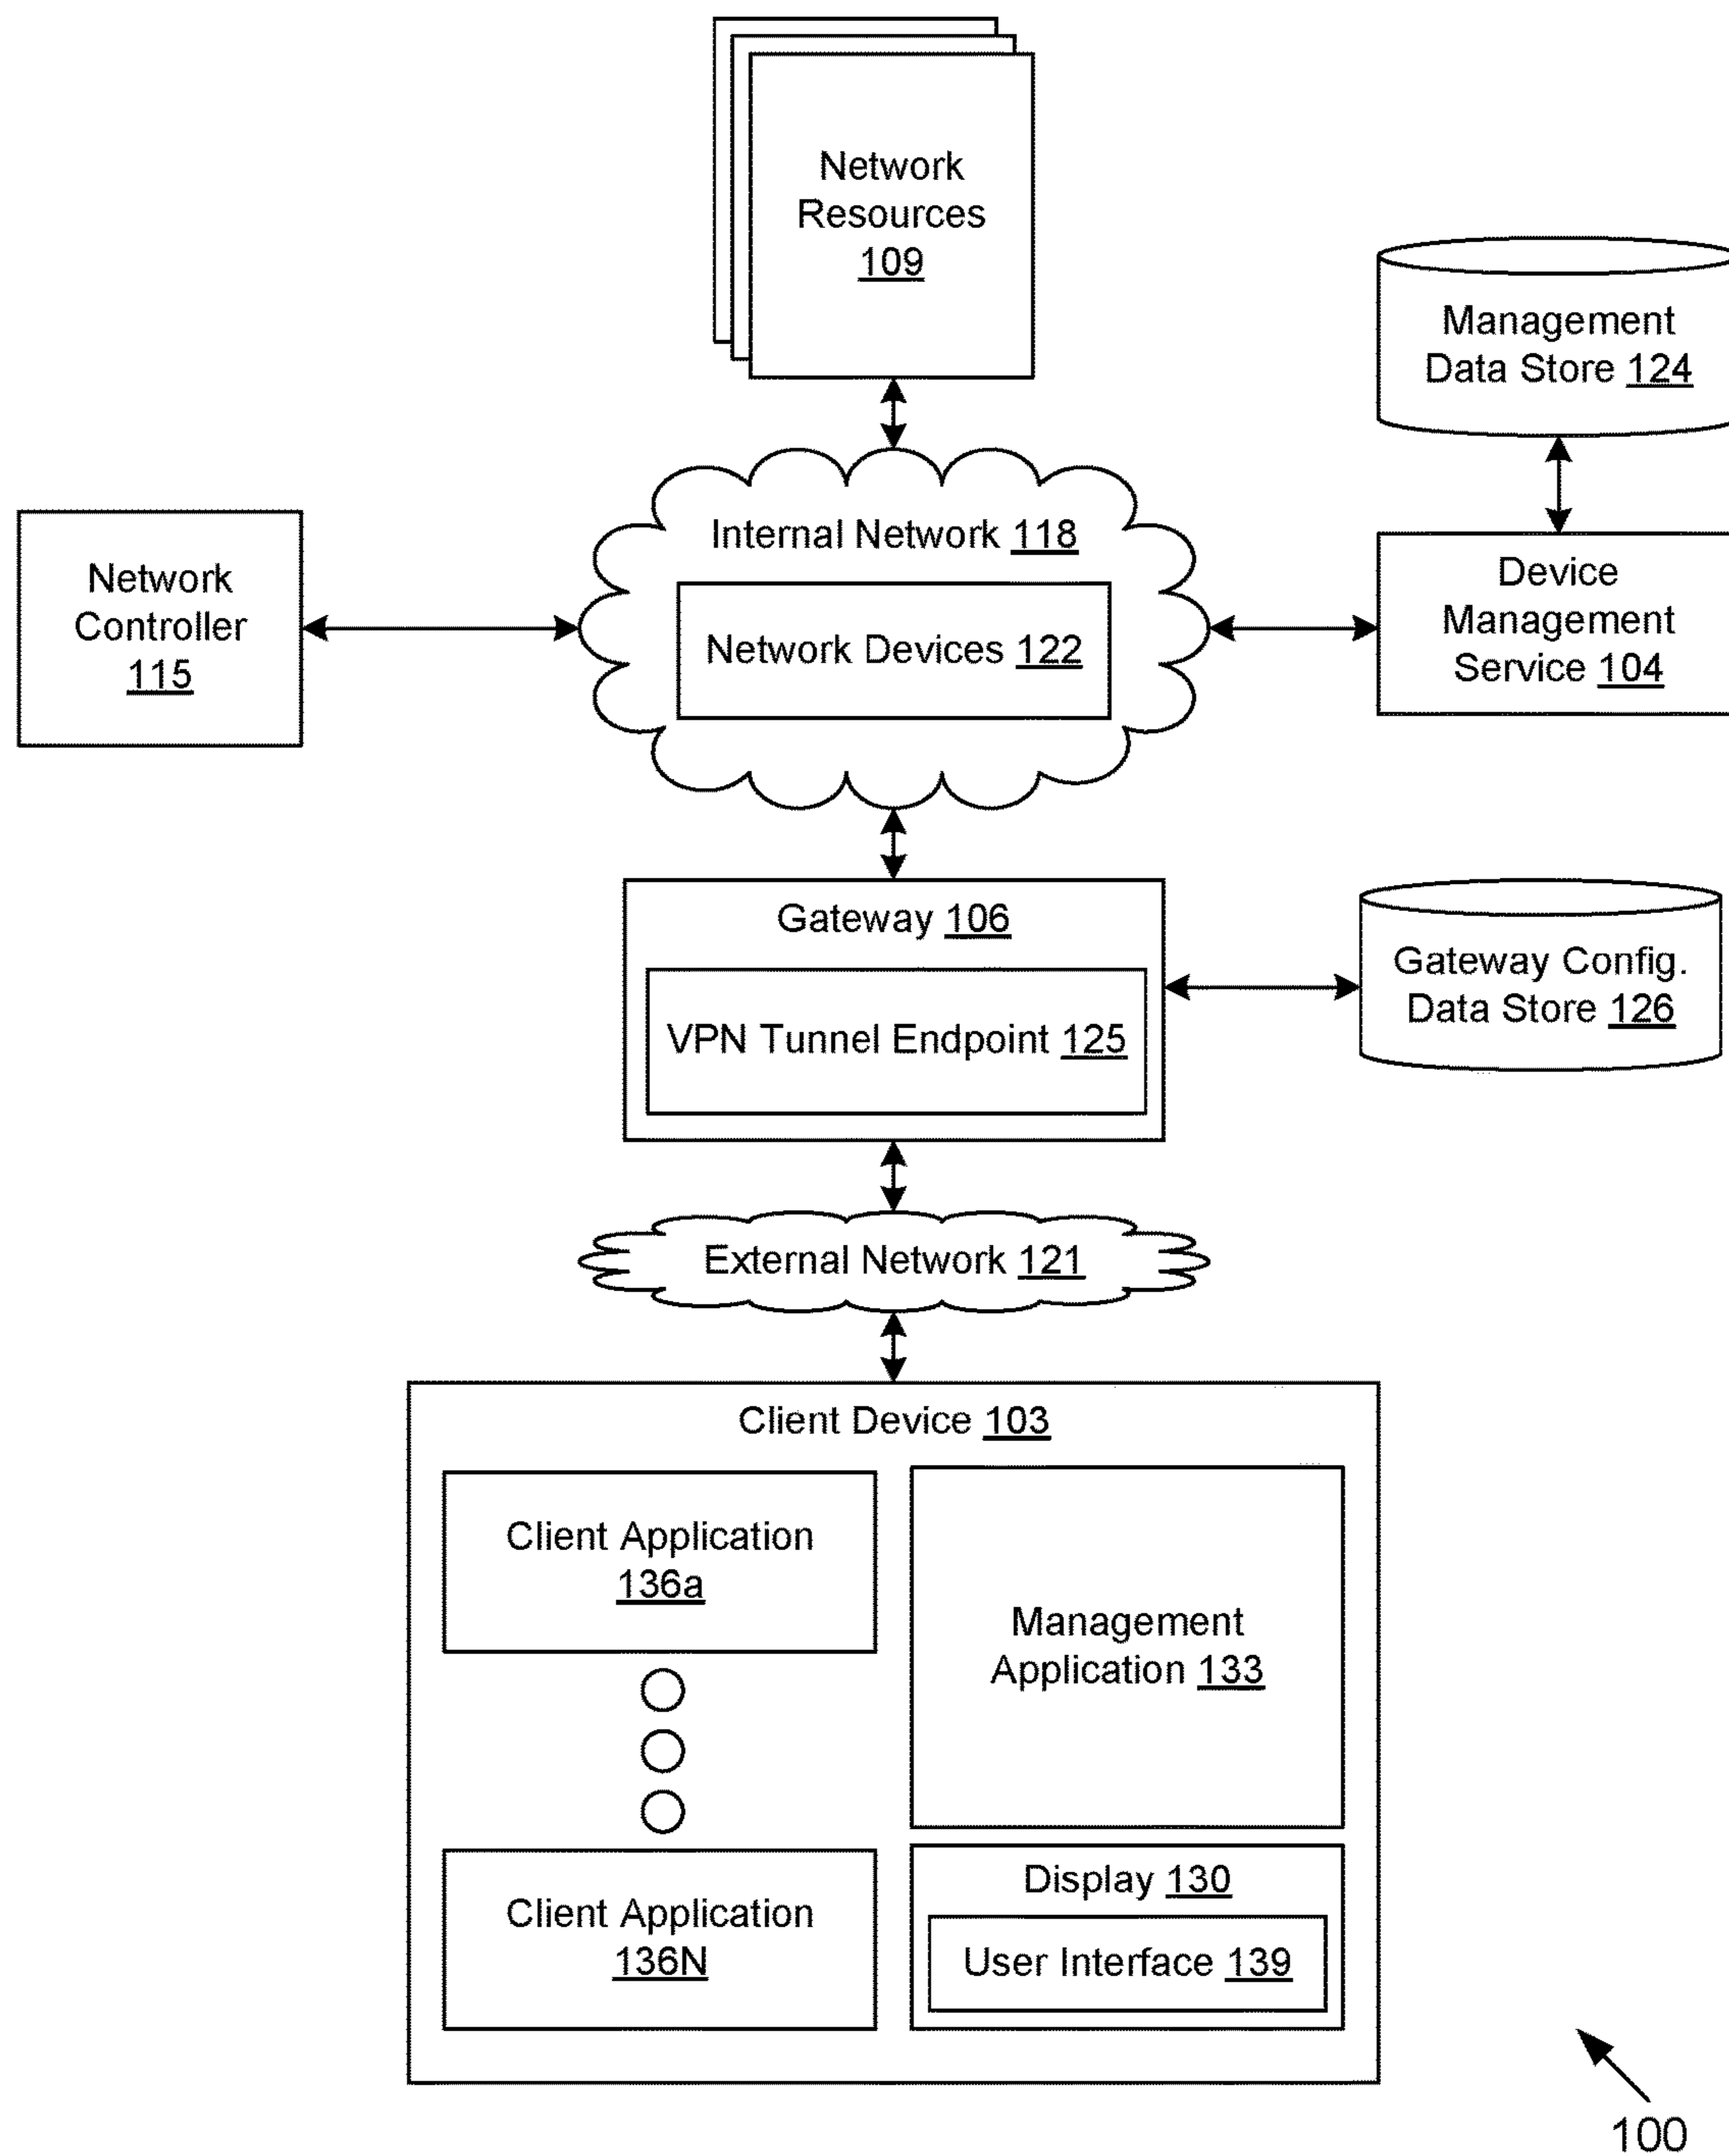 Network
Resources
109
Management
Data Store 124
Internal Network 118
Network Devices 122
Network
Controller
115
Device
Management
Service 104
Gateway 106
VPN Tunnel Endpoint 125
Gateway Config.
Data Store 126
External Network 121
Client Device 103
Client Application
136a
Management
Application 133
Client Application
136N
Display 130
User Interface 139
100